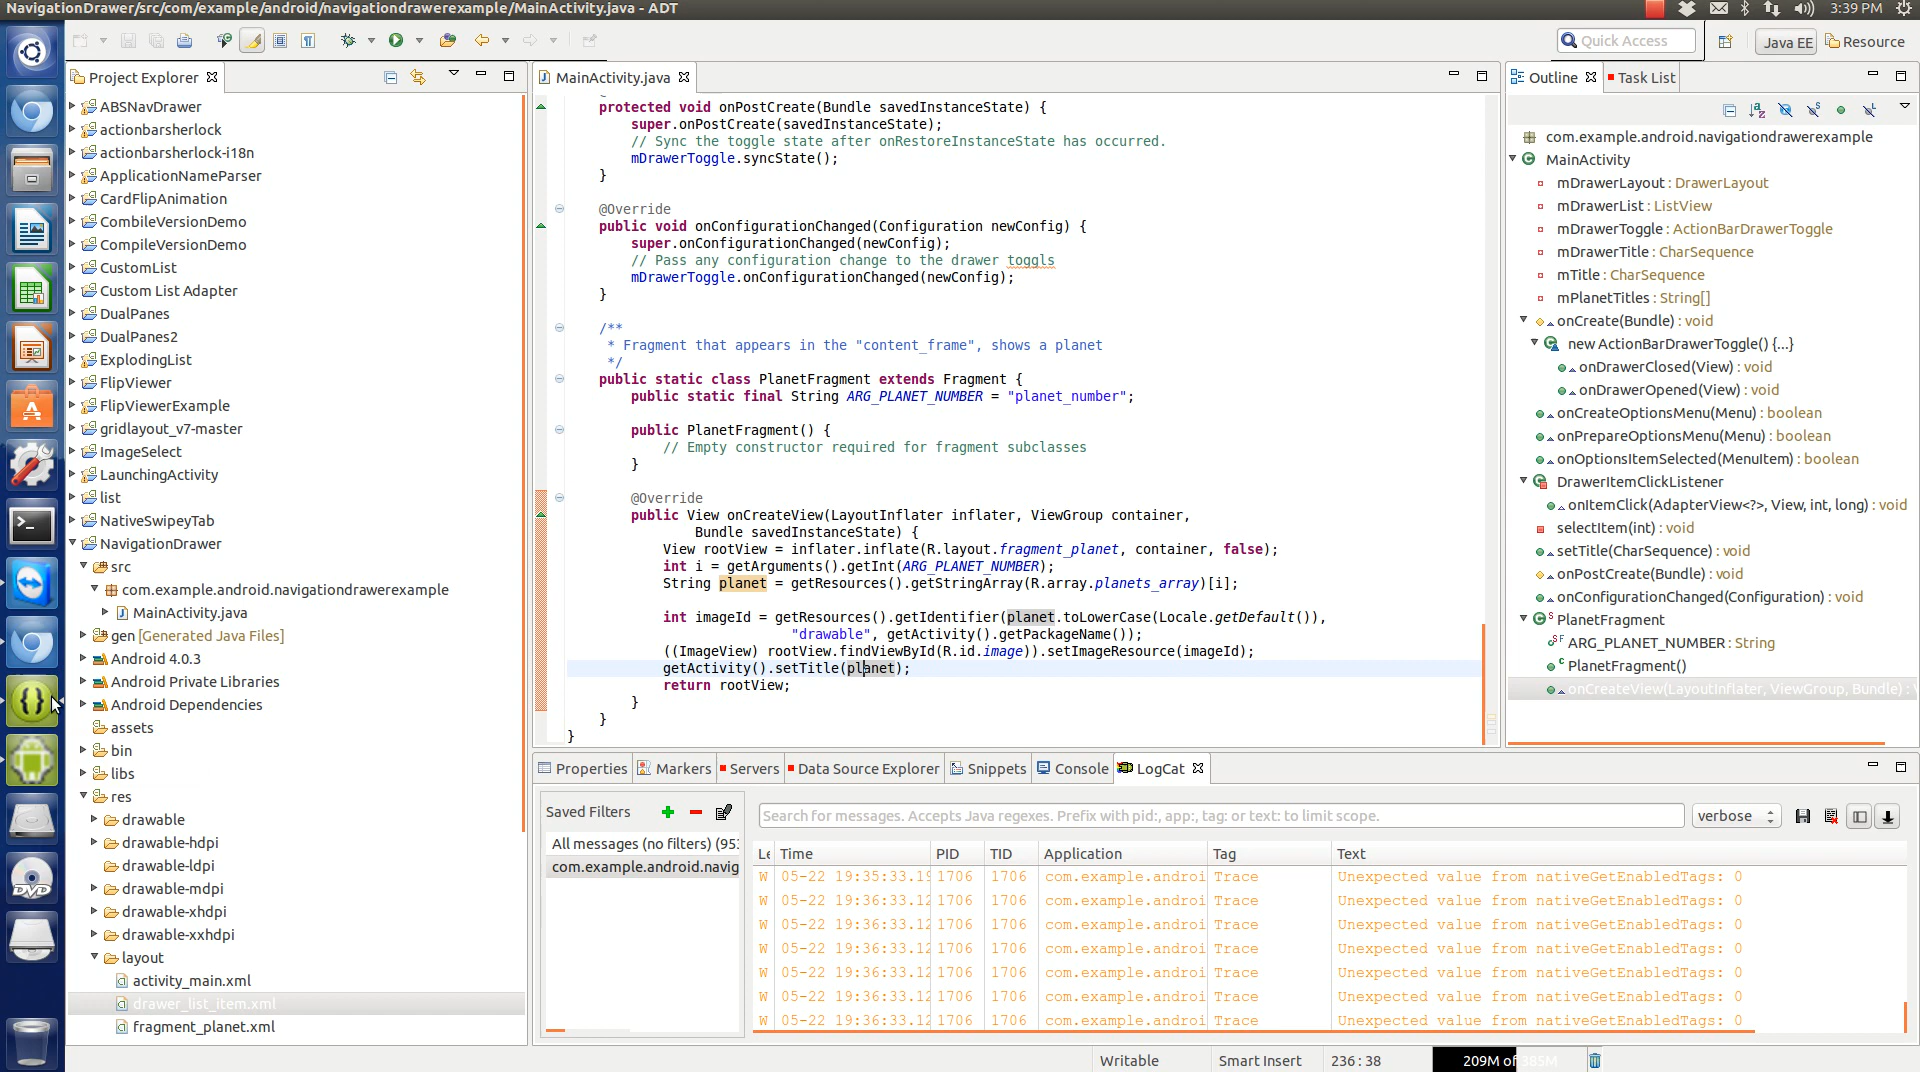 NavigationDrawer/src/com/example/android/navigationdrawerexample/MainActivity.java - ADT
3:39 PM
Quick Access
Java EE
Resource
Project Explorer
ABSNavDrawer
actionbarsherlock
actionbarsherlock-i18n
ApplicationNameParser
CardFlipAnimation
CombileVersionDemo
CompileVersionDemo
CustomList
Custom List Adapter
DualPanes
DualPanes2
ExplodingList
FlipViewer
FlipViewerExample
gridlayout_v7-master
ImageSelect
LaunchingActivity
list
NativeSwipeyTab
NavigationDrawer
src
com.example.android.navigationdrawerexample
MainActivity.java
gen [Generated Java Files]
Android 4.0.3
Android Private Libraries
Android Dependencies
assets
bin
libs
res
drawable
drawable-hdpi
drawable-ldpi
drawable-mdpi
drawable-xhdpi
drawable-xxhdpi
layout
activity_main.xml
drawer_list_item.xml
fragment_planet.xml
MainActivity.java
protected void onPostCreate(Bundle savedInstanceState) {
super.onPostCreate(savedInstanceState);
// Sync the toggle state after onRestoreInstanceState has occurred.
mDrawerToggle.syncState();
}
@Override
public void onConfigurationChanged(Configuration newConfig) {
super.onConfigurationChanged(newConfig);
// Pass any configuration change to the drawer toggls
mDrawerToggle.onConfigurationChanged(newConfig);
}
/**
* Fragment that appears in the "content_frame", shows a planet
*/
public static class PlanetFragment extends Fragment {
public static final String ARG_PLANET_NUMBER = "planet_number";
public PlanetFragment() {
// Empty constructor required for fragment subclasses
}
@Override
public View onCreateView(LayoutInflater inflater, ViewGroup container,
Bundle savedInstanceState) {
View rootView = inflater.inflate(R.layout.fragment_planet, container, false);
int i = getArguments().getInt(ARG_PLANET_NUMBER);
String planet = getResources().getStringArray(R.array.planets_array)[i];
int imageId = getResources().getIdentifier(planet.toLowerCase(Locale.getDefault()),
"drawable", getActivity().getPackageName());
((ImageView) rootView.findViewById(R.id.image)).setImageResource(imageId);
getActivity().setTitle(planet);
return rootView;
}
}
}
Outline
Task List
com.example.android.navigationdrawerexample
MainActivity
mDrawerLayout : DrawerLayout
mDrawerList : ListView
mDrawerToggle : ActionBarDrawerToggle
mDrawerTitle : CharSequence
mTitle : CharSequence
mPlanetTitles : String[]
onCreate(Bundle) : void
new ActionBarDrawerToggle() {...}
onDrawerClosed(View) : void
onDrawerOpened(View) : void
onCreateOptionsMenu(Menu) : boolean
onPrepareOptionsMenu(Menu) : boolean
onOptionsItemSelected(MenuItem) : boolean
DrawerItemClickListener
onItemClick(AdapterView<?>, View, int, long) : void
selectItem(int) : void
setTitle(CharSequence) : void
onPostCreate(Bundle) : void
onConfigurationChanged(Configuration) : void
PlanetFragment
ARG_PLANET_NUMBER : String
PlanetFragment()
onCreateView(LayoutInflater, ViewGroup, Bundle) : V
Properties
Markers
Servers
Data Source Explorer
Snippets
Console
LogCat
Saved Filters
All messages (no filters) (953
com.example.android.navig
Search for messages. Accepts Java regexes. Prefix with pid:, app:, tag: or text: to limit scope.
verbose
Le Time PID TID Application Tag Text
W 05-22 19:35:33.19 1706 1706 com.example.androi Trace Unexpected value from nativeGetEnabledTags: 0
W 05-22 19:36:33.12 1706 1706 com.example.androi Trace Unexpected value from nativeGetEnabledTags: 0
W 05-22 19:36:33.12 1706 1706 com.example.androi Trace Unexpected value from nativeGetEnabledTags: 0
W 05-22 19:36:33.12 1706 1706 com.example.androi Trace Unexpected value from nativeGetEnabledTags: 0
W 05-22 19:36:33.12 1706 1706 com.example.androi Trace Unexpected value from nativeGetEnabledTags: 0
W 05-22 19:36:33.12 1706 1706 com.example.androi Trace Unexpected value from nativeGetEnabledTags: 0
W 05-22 19:36:33.12 1706 1706 com.example.androi Trace Unexpected value from nativeGetEnabledTags: 0
Writable
Smart Insert
236 : 38
209M of